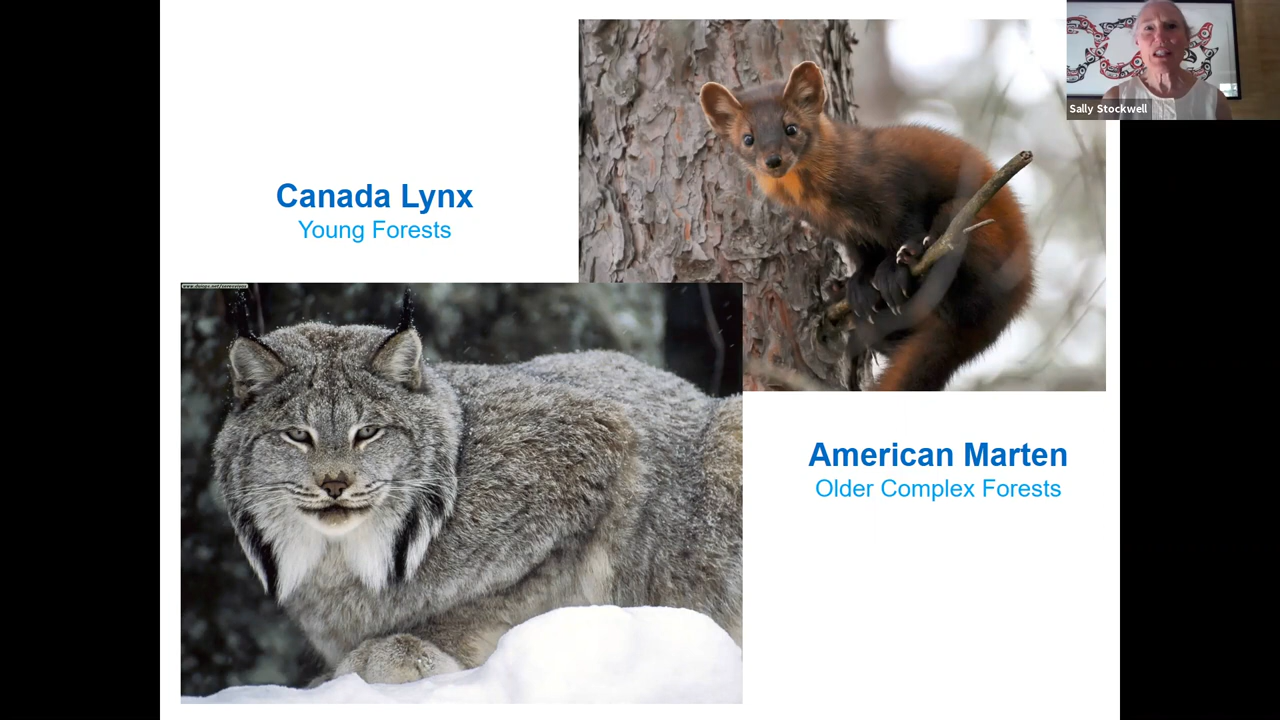 Sally Stockwell
Canada Lynx
Young Forests
American Marten
Older Complex Forests